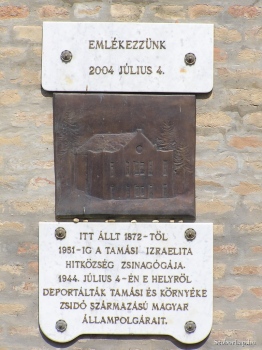 EMLÉKEZZÜNK
2004 JÚLIUS 4.
ITT ÁLLT 1872-TŐL
1951-IG A TAMÁSI IZRAELITA
HITKÖZSÉG ZSINAGÓGÁJA.
1944. JÚLIUS 4-ÉN E HELYRŐL
DEPORTÁLTÁK TAMÁSI ÉS KÖRNYÉKE
ZSIDÓ SZÁRMAZÁSÚ MAGYAR
ÁLLAMPOLGÁRAIT.